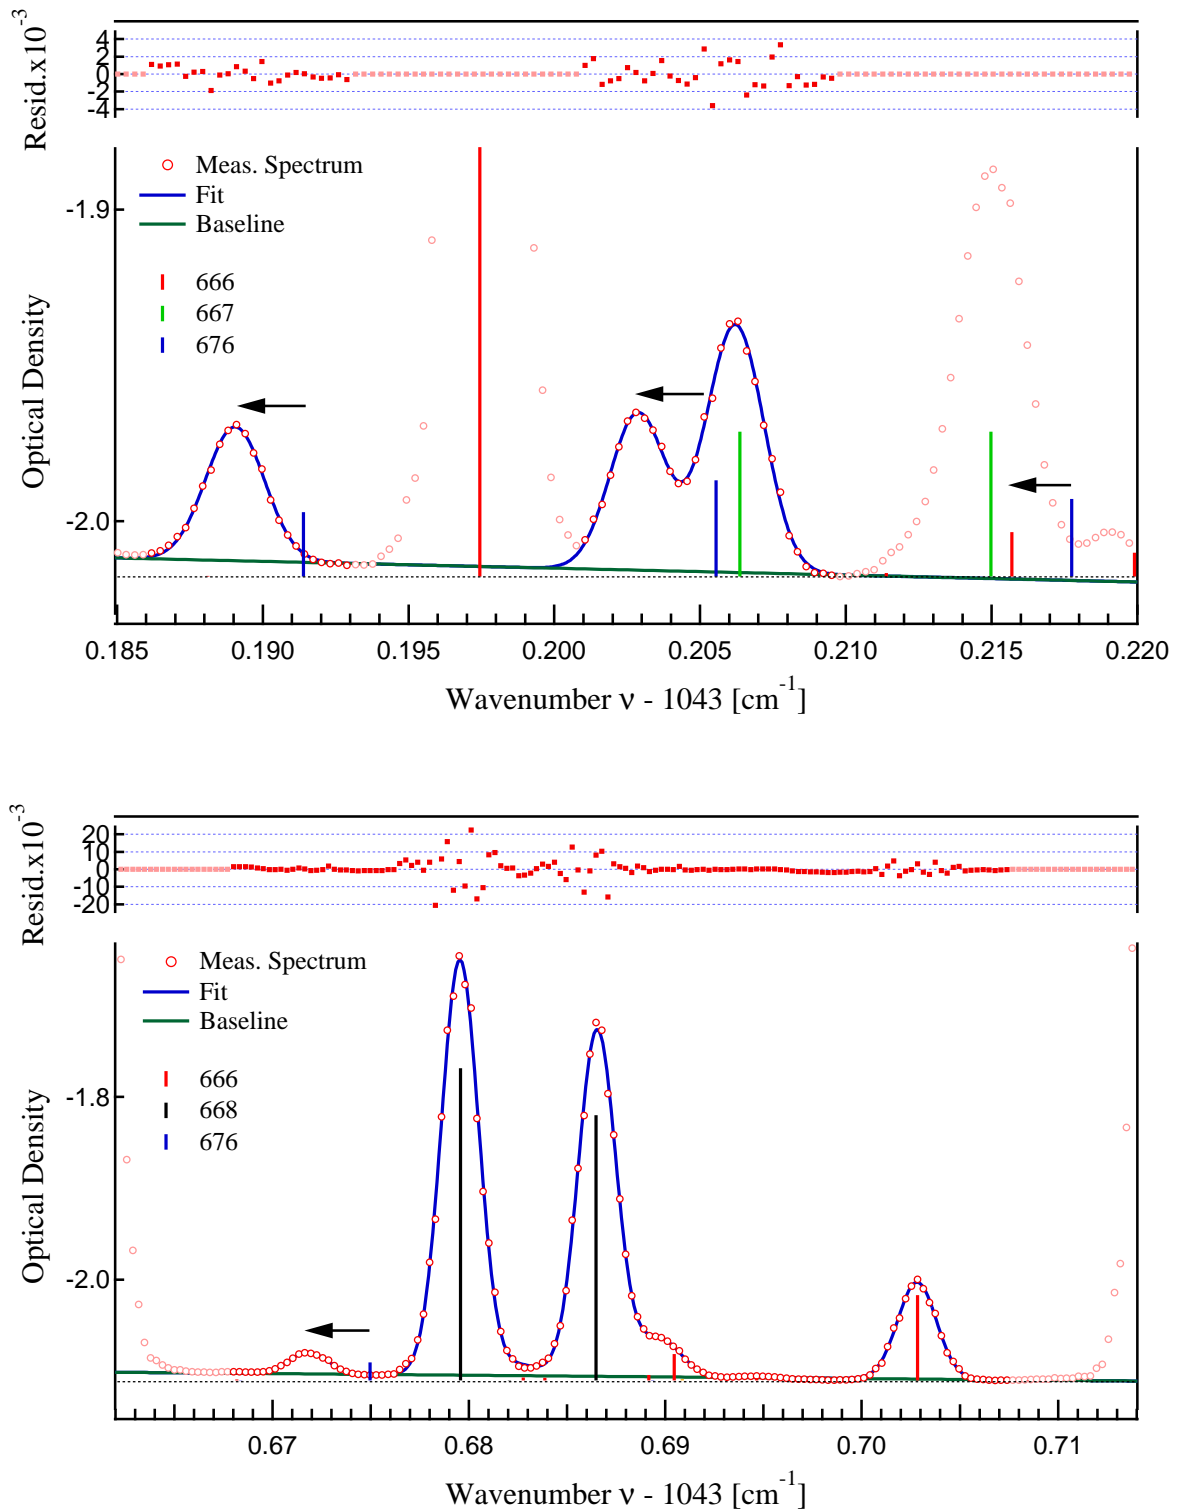 Resid.x10⁻³
4
2
0
-2
-4
Optical Density
-1.9
-2.0
Meas. Spectrum
Fit
Baseline
666
667
676
0.185 0.190 0.195 0.200 0.205 0.210 0.215 0.220
Wavenumber ν - 1043 [cm⁻¹]
Resid.x10⁻³
20
10
0
-10
-20
Optical Density
-1.8
-2.0
Meas. Spectrum
Fit
Baseline
666
668
676
0.67 0.68 0.69 0.70 0.71
Wavenumber ν - 1043 [cm⁻¹]